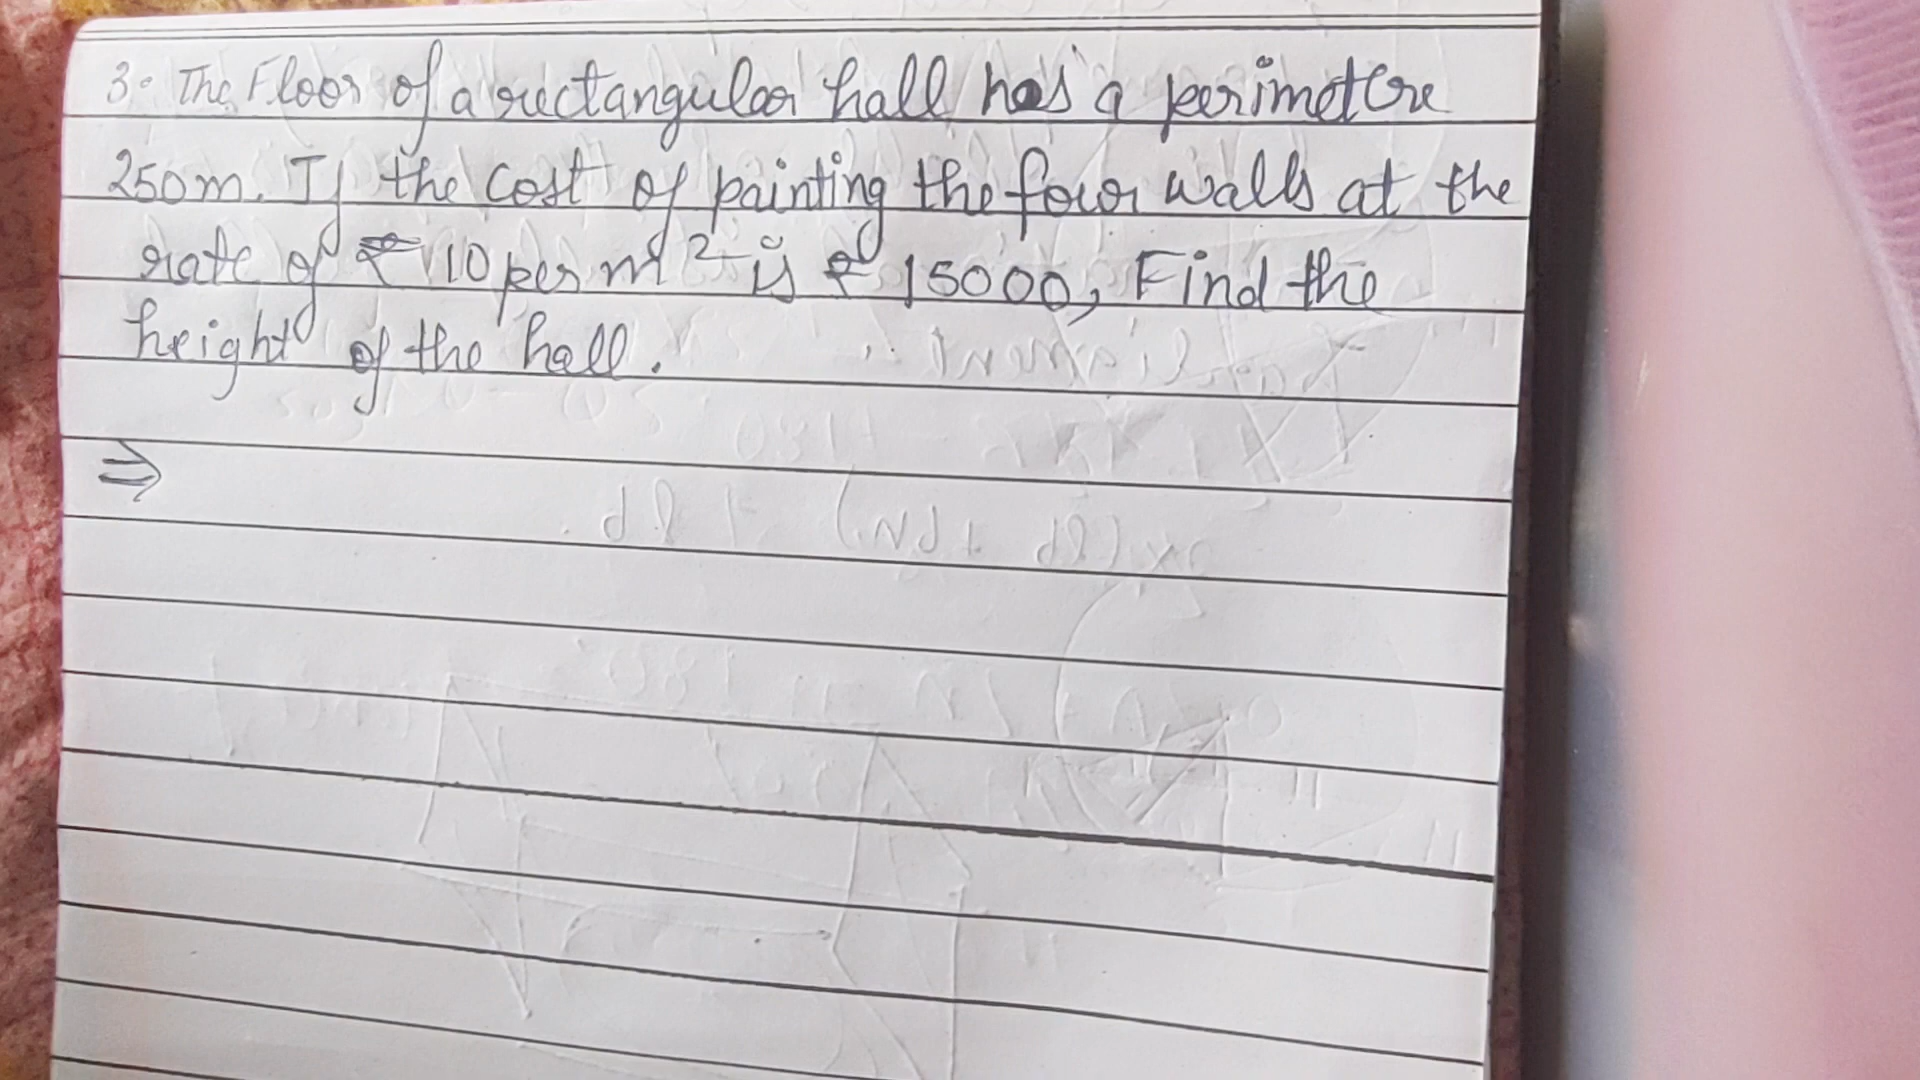 3. The Floor of a rectangular hall has a perimetre
250m. If the cost of painting the four walls at the
rate of ₹ 10 per m² is ₹ 15000, Find the
height of the hall.
⇒